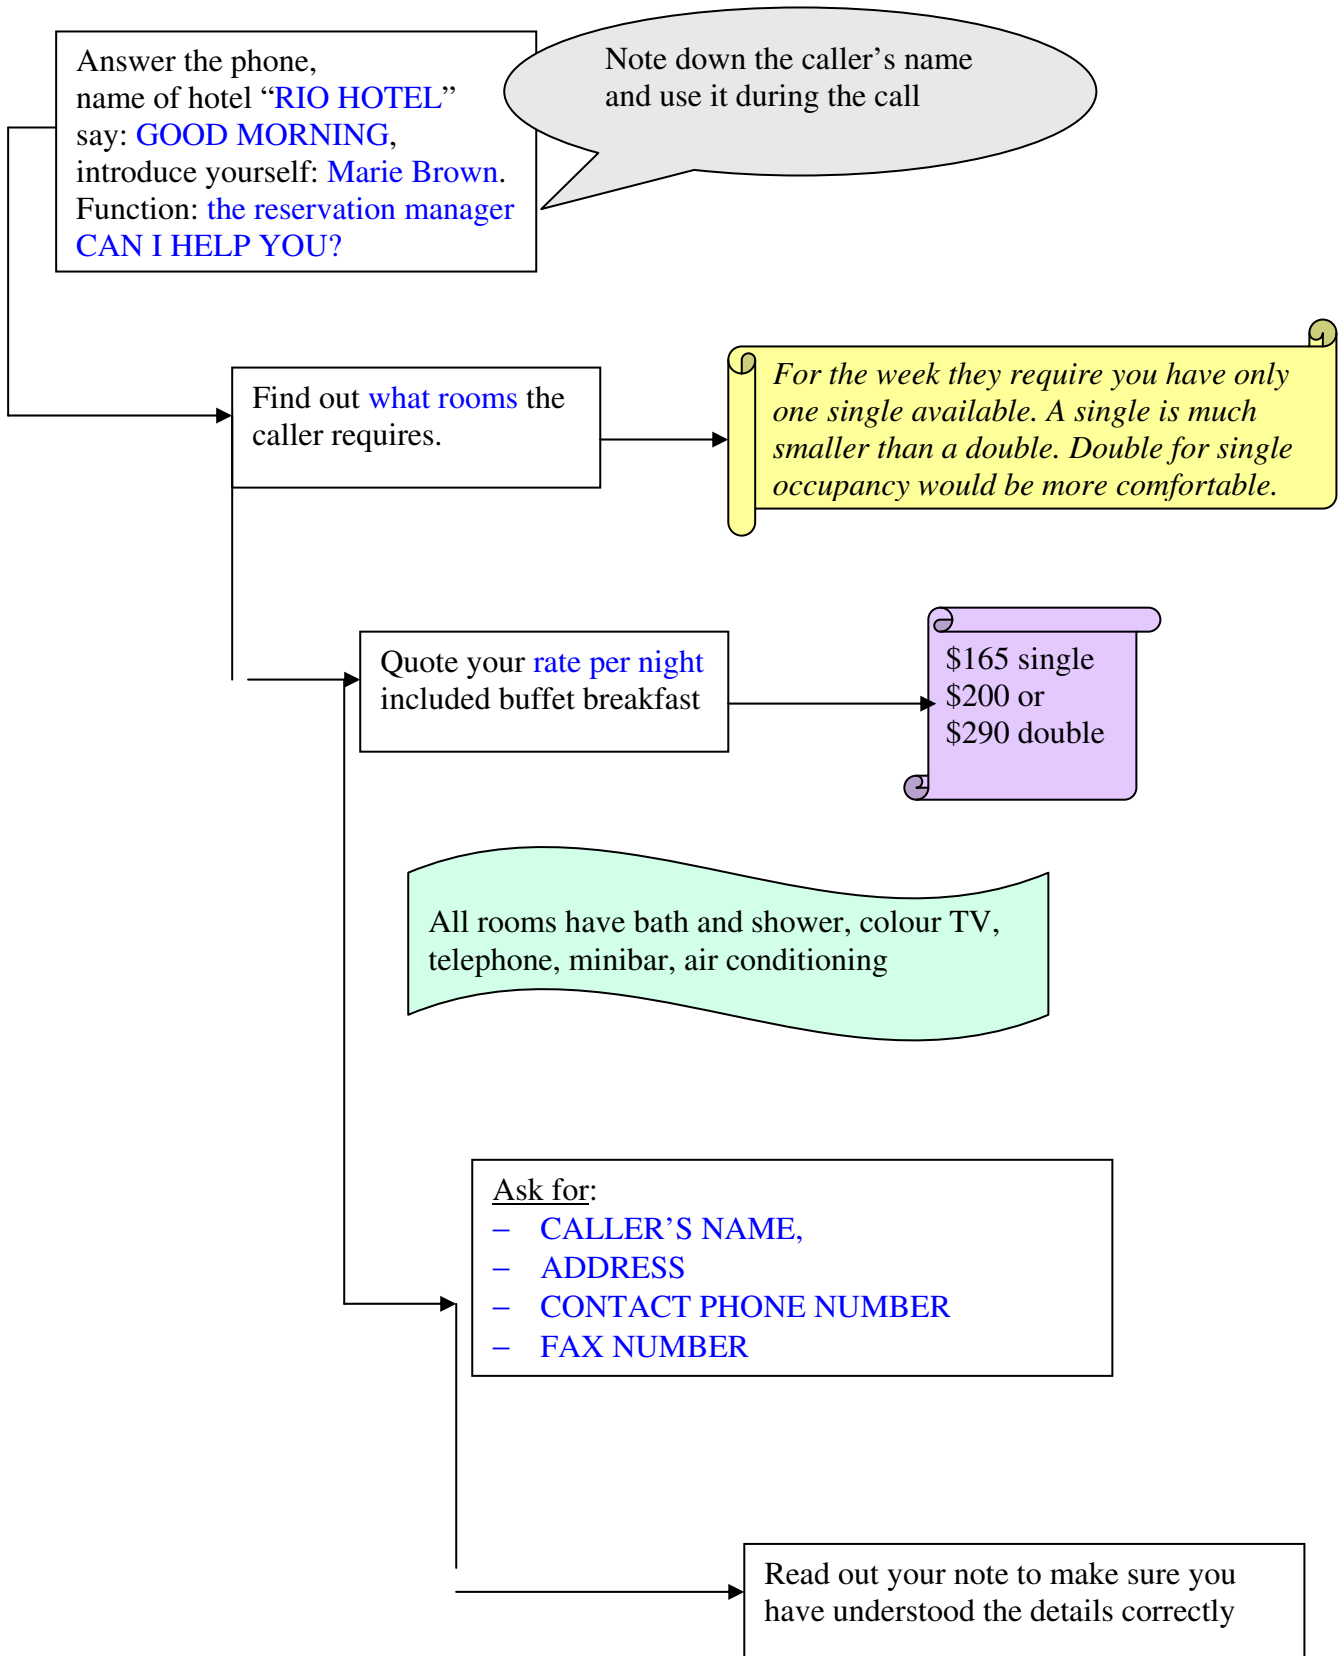 Answer the phone,
name of hotel “RIO HOTEL”
say: GOOD MORNING,
introduce yourself: Marie Brown.
Function: the reservation manager
CAN I HELP YOU?
Note down the caller’s name
and use it during the call
Find out what rooms the
caller requires.
For the week they require you have only
one single available. A single is much
smaller than a double. Double for single
occupancy would be more comfortable.
Quote your rate per night
included buffet breakfast
$165 single
$200 or
$290 double
All rooms have bath and shower, colour TV,
telephone, minibar, air conditioning
Ask for:
– CALLER’S NAME,
– ADDRESS
– CONTACT PHONE NUMBER
– FAX NUMBER
Read out your note to make sure you
have understood the details correctly